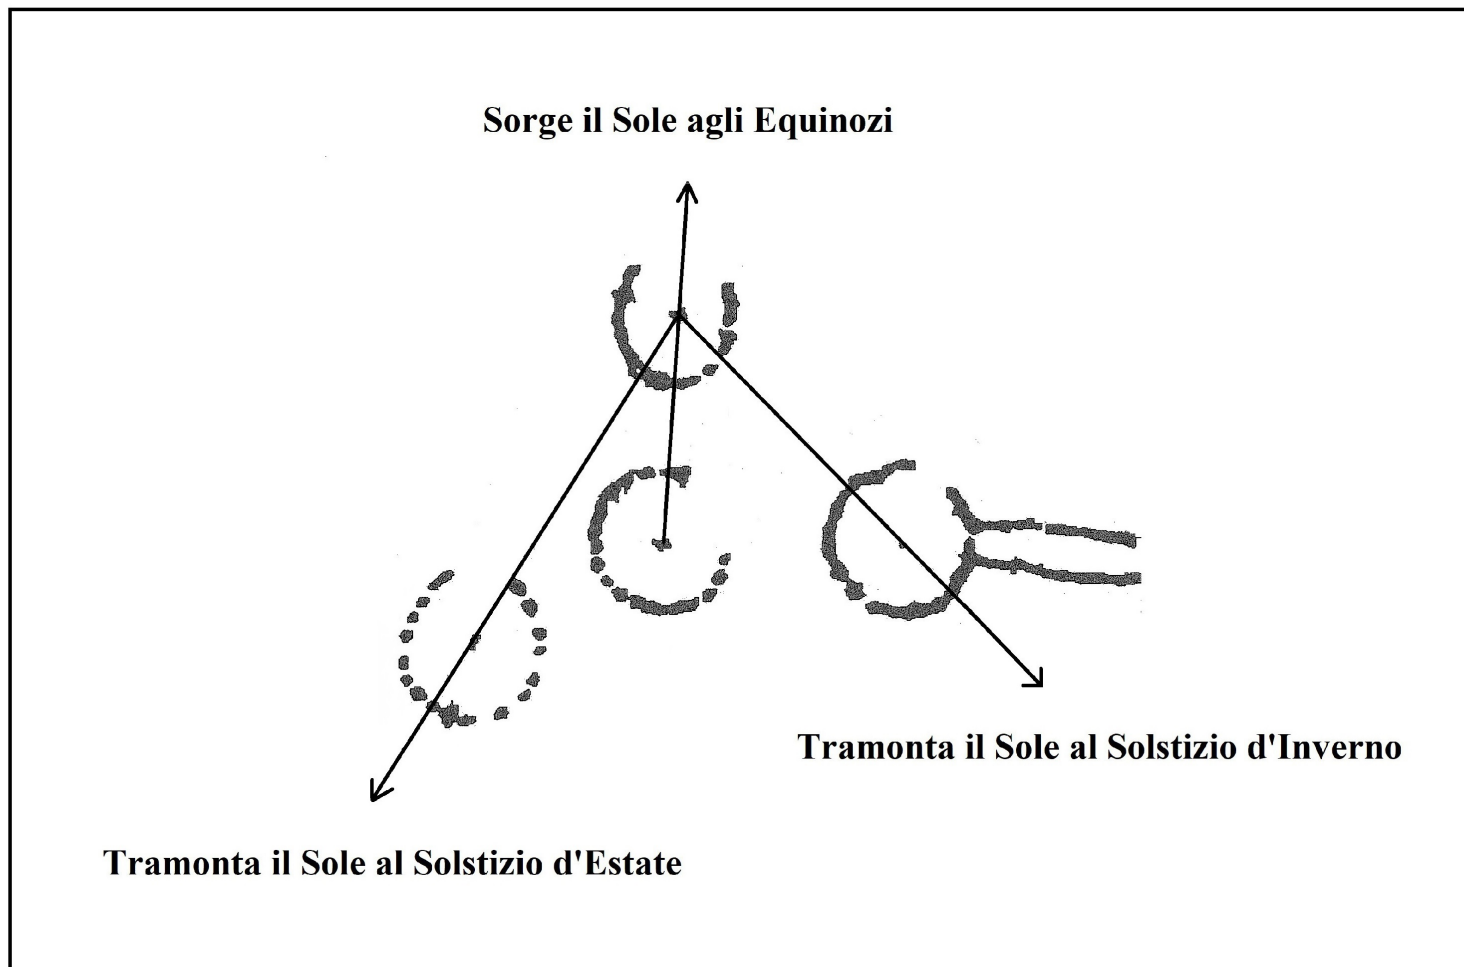 Sorge il Sole agli Equinozi
Tramonta il Sole al Solstizio d'Inverno
Tramonta il Sole al Solstizio d'Estate